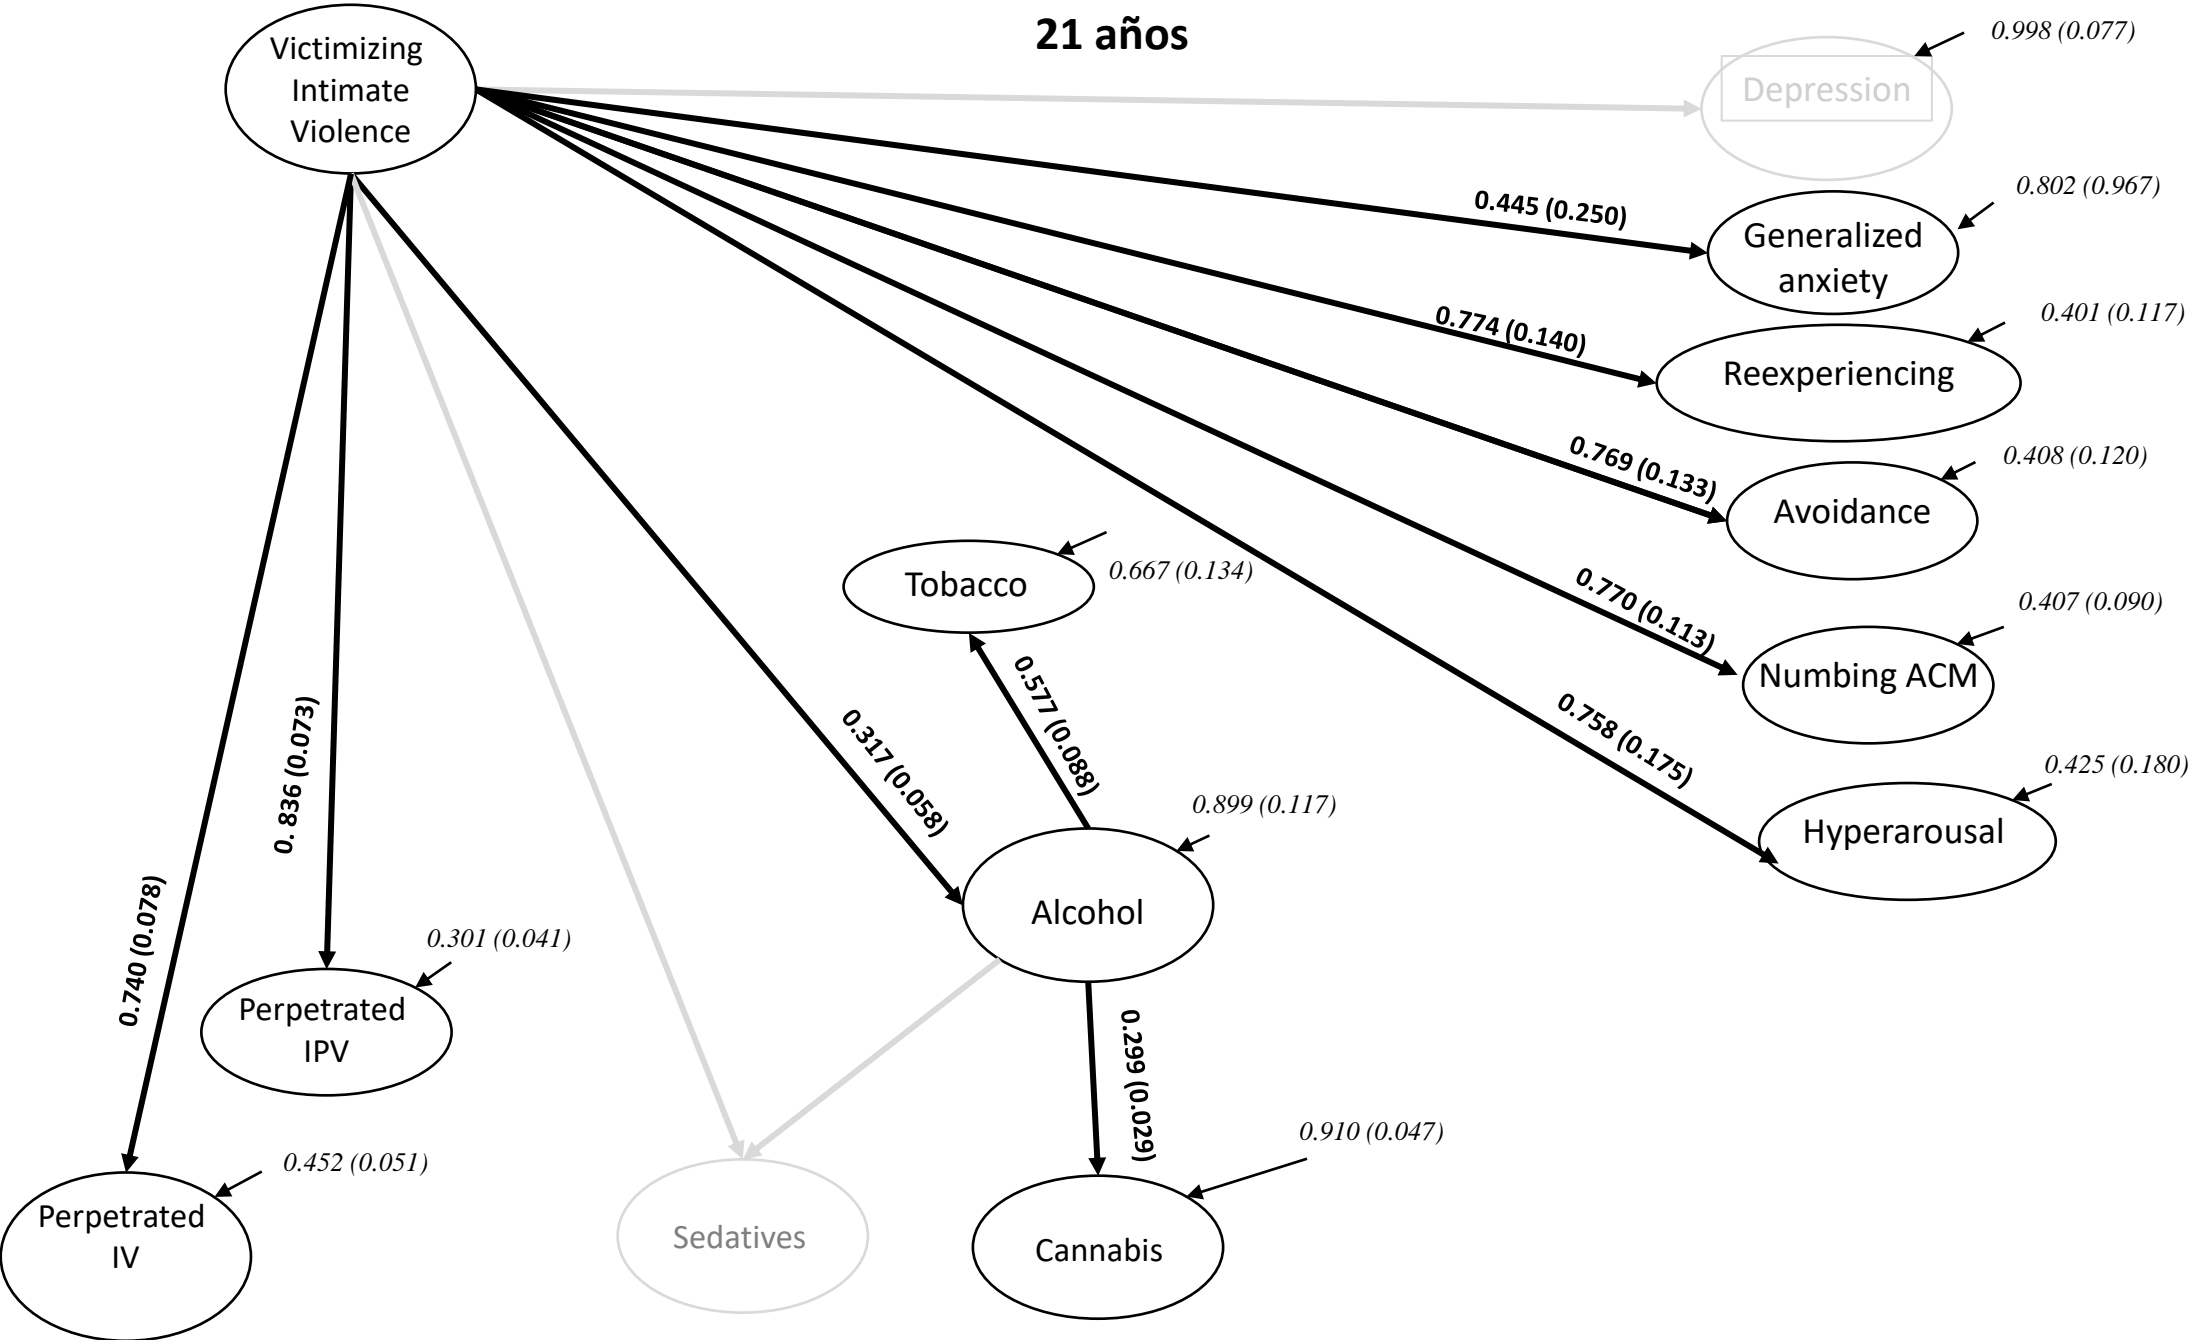 21 años
Victimizing
Intimate
Violence
0.998 (0.077)
Depression
0.802 (0.967)
0.445 (0.250)
Generalized
anxiety
0.401 (0.117)
0.774 (0.140)
Reexperiencing
0.408 (0.120)
0.769 (0.133)
Avoidance
Tobacco
0.667 (0.134)
0.407 (0.090)
0.770 (0.113)
Numbing ACM
0.577 (0.088)
0.758 (0.175)
0.425 (0.180)
Hyperarousal
0. 836 (0.073)
0.317 (0.058)
0.899 (0.117)
Alcohol
0.740 (0.078)
0.301 (0.041)
Perpetrated
IPV
0.299 (0.029)
0.910 (0.047)
0.452 (0.051)
Perpetrated
IV
Sedatives
Cannabis